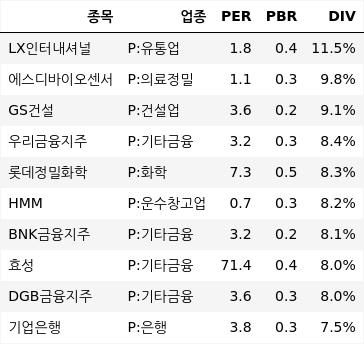 종목 업종 PER PBR DIV
LX인터내셔널 P:유통업 1.8 0.4 11.5%
에스디바이오센서 P:의료정밀 1.1 0.3 9.8%
GS건설 P:건설업 3.6 0.2 9.1%
우리금융지주 P:기타금융 3.2 0.3 8.4%
롯데정밀화학 P:화학 7.3 0.5 8.3%
HMM P:운수창고업 0.7 0.3 8.2%
BNK금융지주 P:기타금융 3.2 0.2 8.1%
효성 P:기타금융 71.4 0.4 8.0%
DGB금융지주 P:기타금융 3.6 0.3 8.0%
기업은행 P:은행 3.8 0.3 7.5%